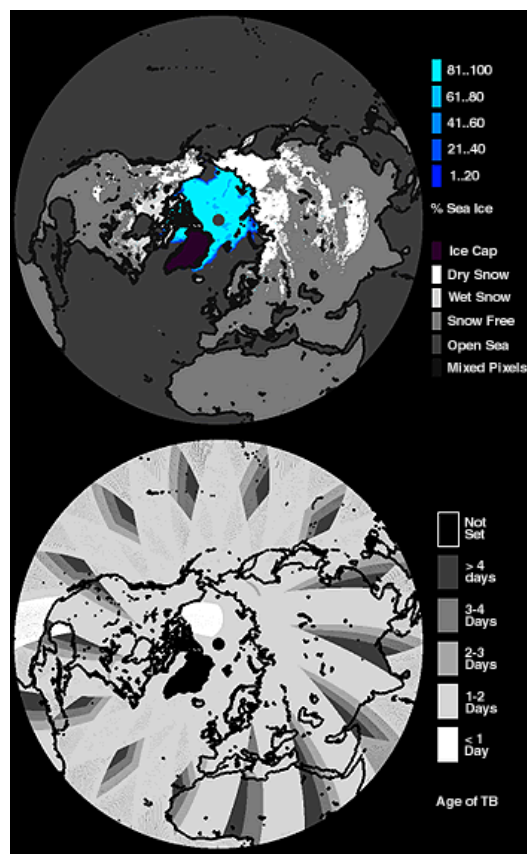 81..100
61..80
41..60
21..40
1..20
% Sea Ice
Ice Cap
Dry Snow
Wet Snow
Snow Free
Open Sea
Mixed Pixels
Not
Set
> 4
days
3-4
Days
2-3
Days
1-2
Days
< 1
Day
Age of TB